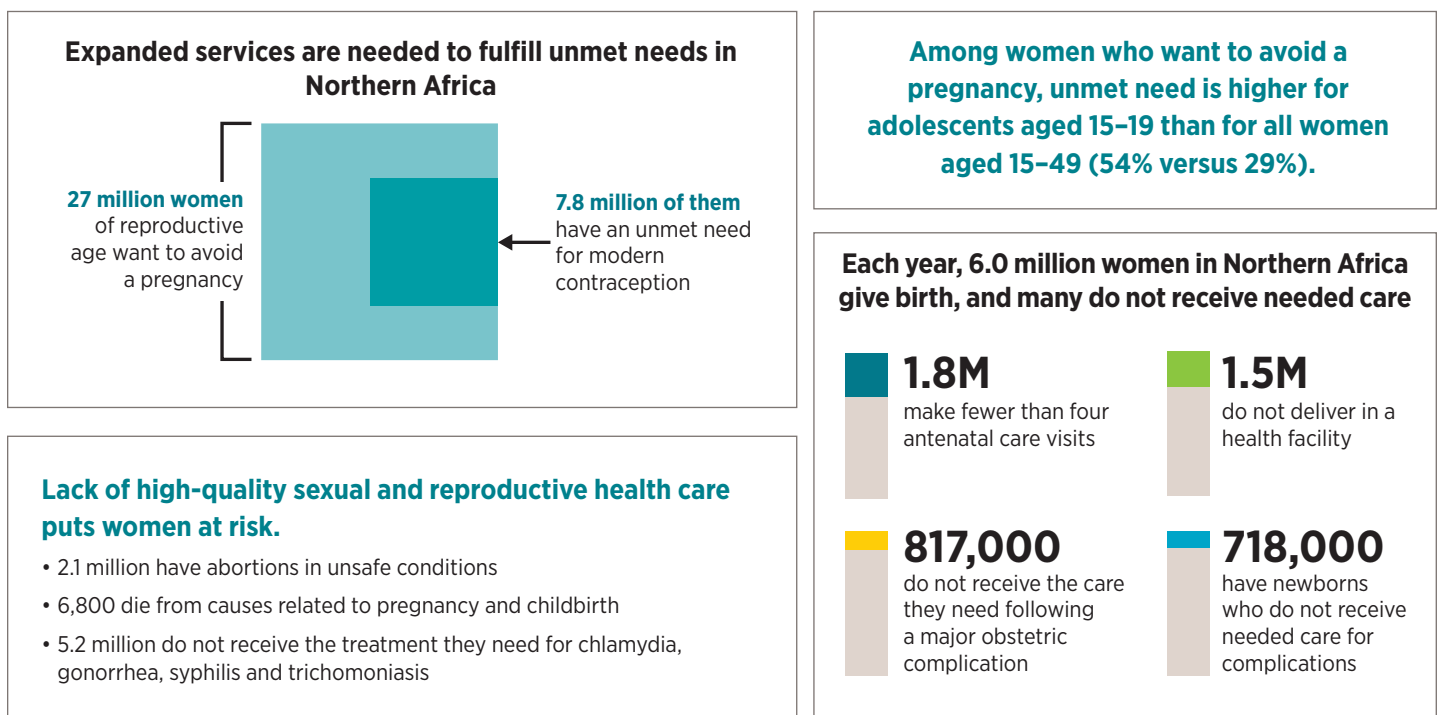 Expanded services are needed to fulfill unmet needs in
Northern Africa
27 million women
of reproductive
age want to avoid
a pregnancy
7.8 million of them
have an unmet need
for modern
contraception
Lack of high-quality sexual and reproductive health care
puts women at risk.
• 2.1 million have abortions in unsafe conditions
• 6,800 die from causes related to pregnancy and childbirth
• 5.2 million do not receive the treatment they need for chlamydia,
gonorrhea, syphilis and trichomoniasis
Among women who want to avoid a
pregnancy, unmet need is higher for
adolescents aged 15–19 than for all women
aged 15–49 (54% versus 29%).
Each year, 6.0 million women in Northern Africa
give birth, and many do not receive needed care
1.8M
make fewer than four
antenatal care visits
1.5M
do not deliver in a
health facility
817,000
do not receive the care
they need following
a major obstetric
complication
718,000
have newborns
who do not receive
needed care for
complications